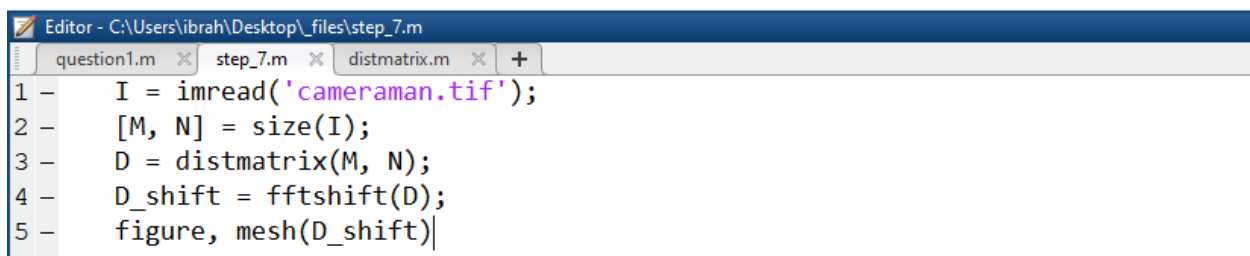 Editor - C:\Users\ibrah\Desktop\_files\step_7.m
question1.m × step_7.m × distmatrix.m × +
1 – I = imread('cameraman.tif');
2 – [M, N] = size(I);
3 – D = distmatrix(M, N);
4 – D_shift = fftshift(D);
5 – figure, mesh(D_shift)